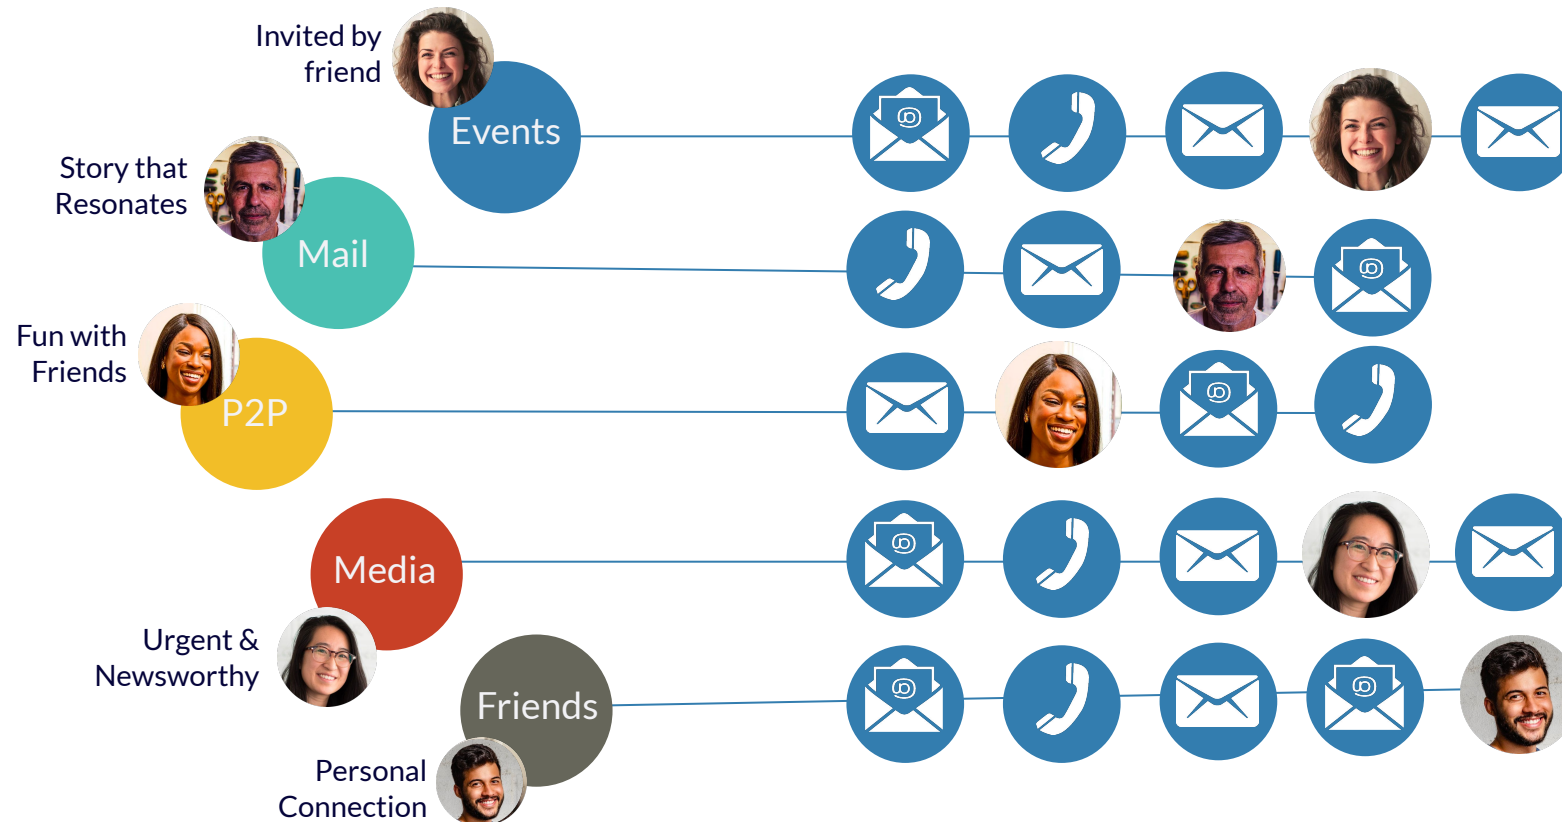 Invited by
friend
Events
Story that
Resonates
Mail
Fun with
Friends
P2P
Media
Urgent &
Newsworthy
Friends
Personal
Connection
@
@
@
@
@
@